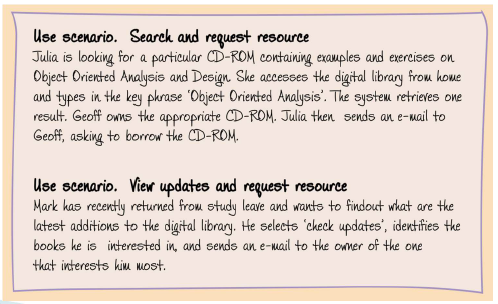 Use scenario. Search and request resource
Julia is looking for a particular CD-ROM containing examples and exercises on
Object Oriented Analysis and Design. She accesses the digital library from home
and types in the key phrase 'Object Oriented Analysis'. The system retrieves one
result. Geoff owns the appropriate CD-ROM. Julia then sends an e-mail to
Geoff, asking to borrow the CD-ROM.
Use scenario. View updates and request resource
Mark has recently returned from study leave and wants to findout what are the
latest additions to the digital library. He selects 'check updates', identifies the
books he is interested in, and sends an e-mail to the owner of the one
that interests him most.